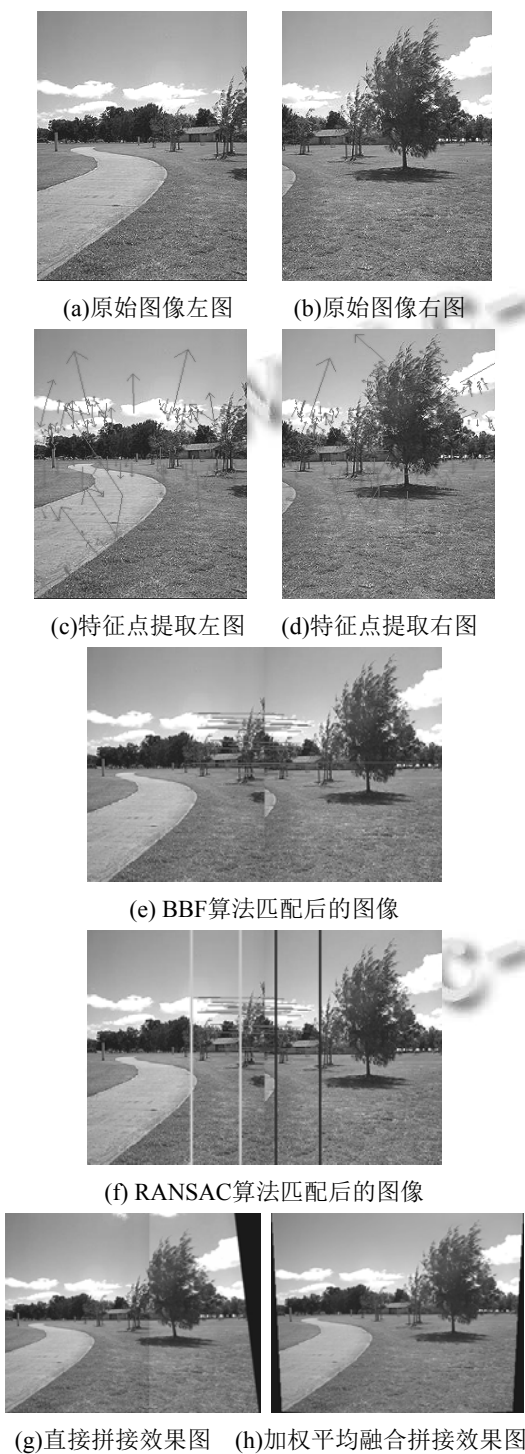 (a)原始图像左图 (b)原始图像右图
(c)特征点提取左图 (d)特征点提取右图
(e) BBF算法匹配后的图像
(f) RANSAC算法匹配后的图像
(g)直接拼接效果图 (h)加权平均融合拼接效果图